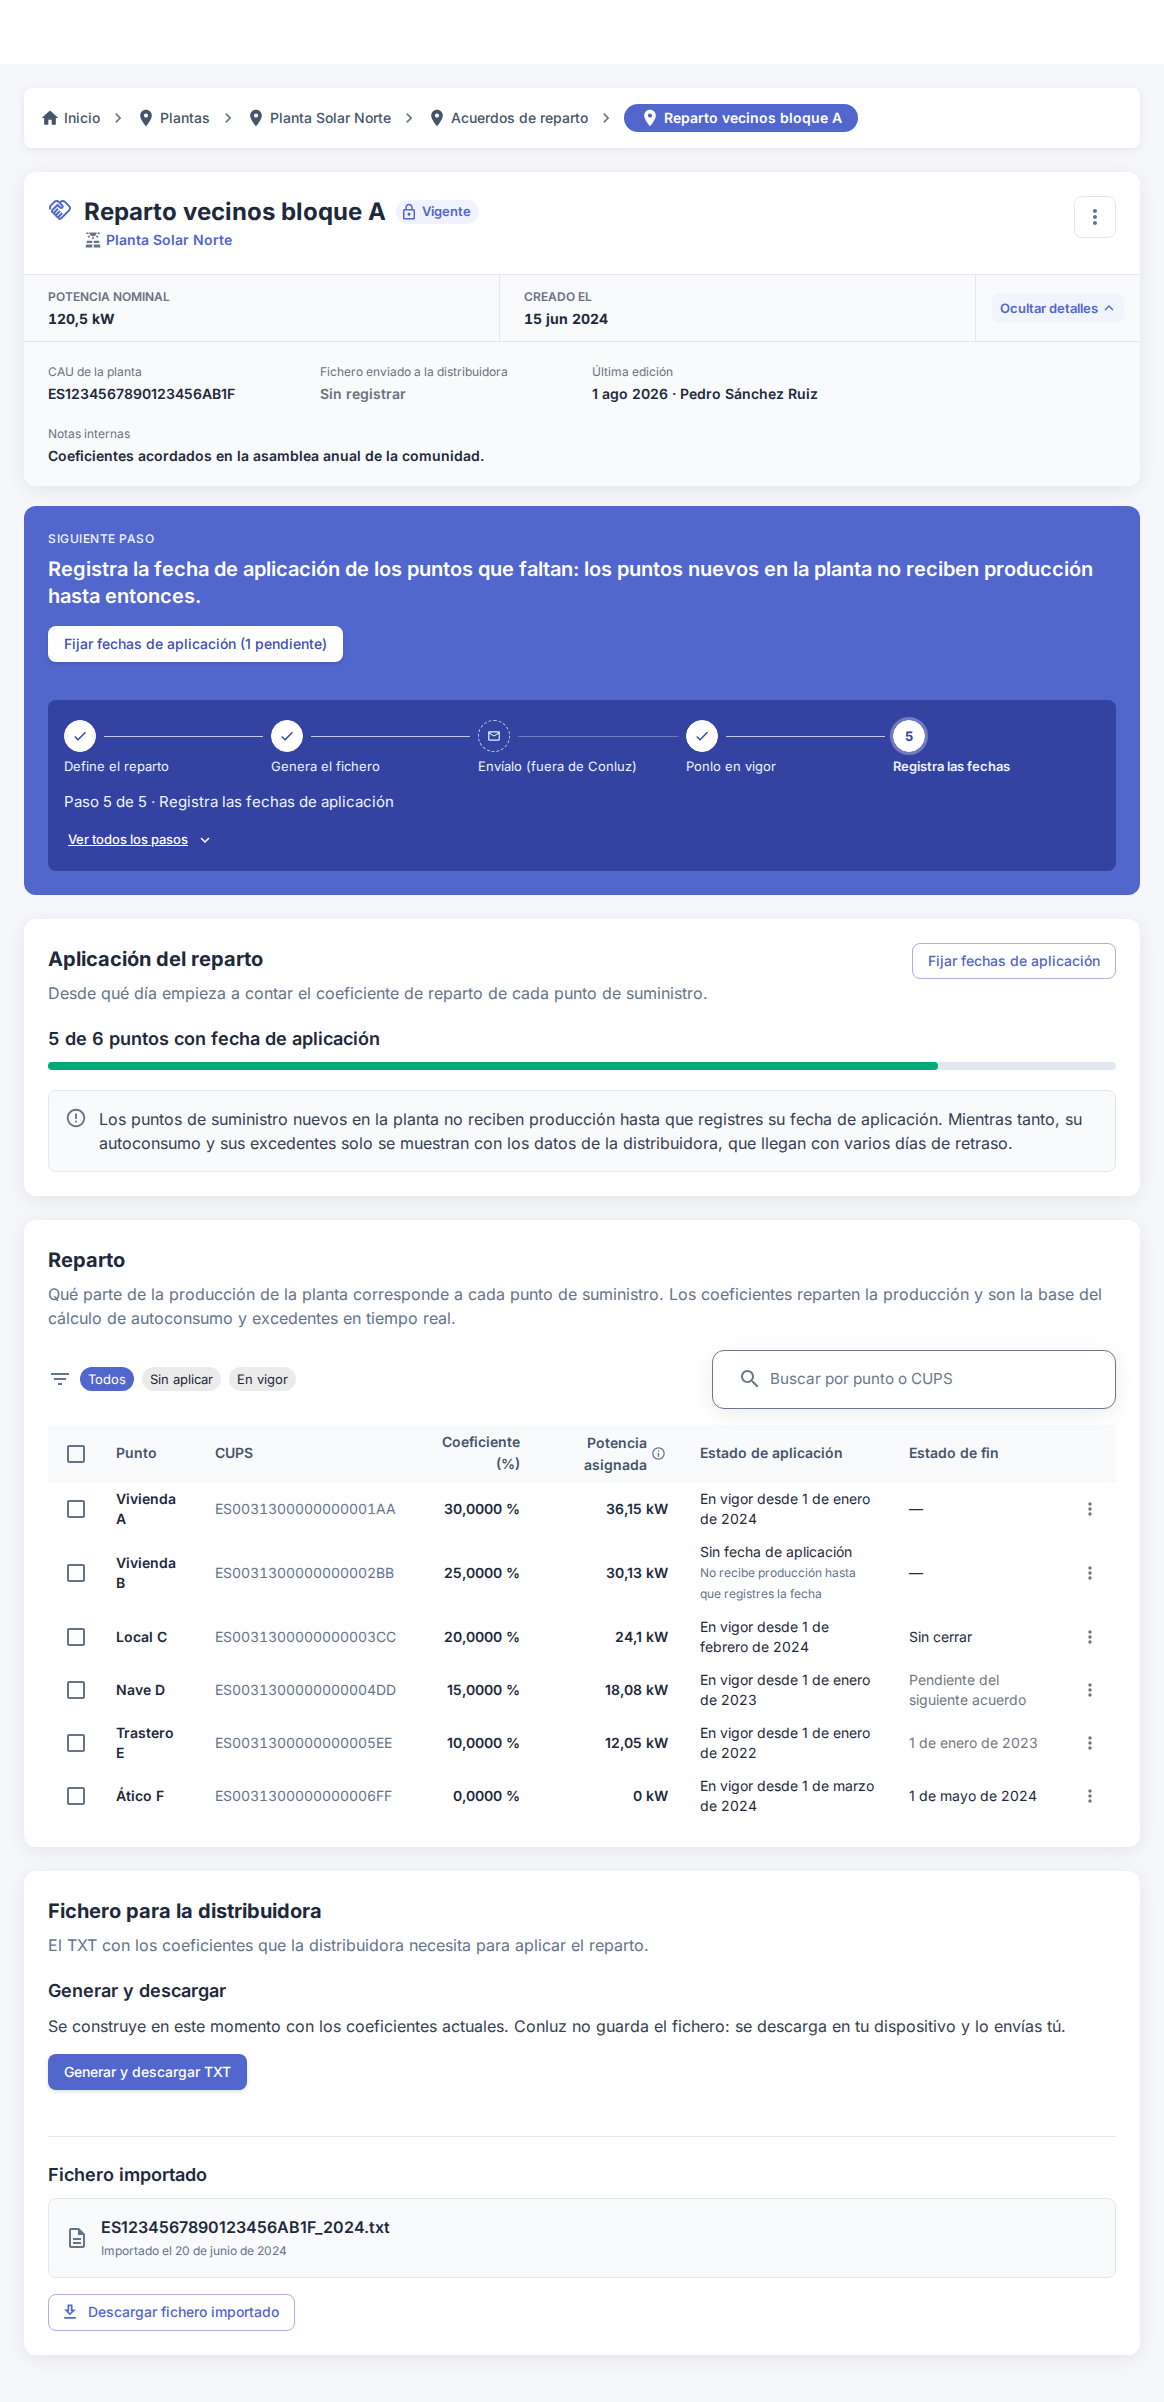 Inicio
Plantas
Planta Solar Norte
Acuerdos de reparto
Reparto vecinos bloque A
Reparto vecinos bloque A
Vigente
Planta Solar Norte
POTENCIA NOMINAL
120,5 kW
CREADO EL
15 jun 2024
Ocultar detalles
CAU de la planta
ES1234567890123456AB1F
Fichero enviado a la distribuidora
Sin registrar
Última edición
1 ago 2026 · Pedro Sánchez Ruiz
Notas internas
Coeficientes acordados en la asamblea anual de la comunidad.
SIGUIENTE PASO
Registra la fecha de aplicación de los puntos que faltan: los puntos nuevos en la planta no reciben producción
hasta entonces.
Fijar fechas de aplicación (1 pendiente)
5
Define el reparto
Genera el fichero
Envíalo (fuera de Conluz)
Ponlo en vigor
Registra las fechas
Paso 5 de 5 · Registra las fechas de aplicación
Ver todos los pasos
Aplicación del reparto
Fijar fechas de aplicación
Desde qué día empieza a contar el coeficiente de reparto de cada punto de suministro.
5 de 6 puntos con fecha de aplicación
Los puntos de suministro nuevos en la planta no reciben producción hasta que registres su fecha de aplicación. Mientras tanto, su
autoconsumo y sus excedentes solo se muestran con los datos de la distribuidora, que llegan con varios días de retraso.
Reparto
Qué parte de la producción de la planta corresponde a cada punto de suministro. Los coeficientes reparten la producción y son la base del
cálculo de autoconsumo y excedentes en tiempo real.
Todos
Sin aplicar
En vigor
Buscar por punto o CUPS
Punto
CUPS
Coeficiente
(%)
Potencia
asignada
Estado de aplicación
Estado de fin
Vivienda
A
ES0031300000000001AA
30,0000 %
36,15 kW
En vigor desde 1 de enero
de 2024
—
Vivienda
B
ES0031300000000002BB
25,0000 %
30,13 kW
Sin fecha de aplicación
No recibe producción hasta
que registres la fecha
—
Local C
ES0031300000000003CC
20,0000 %
24,1 kW
En vigor desde 1 de
febrero de 2024
Sin cerrar
Nave D
ES0031300000000004DD
15,0000 %
18,08 kW
En vigor desde 1 de enero
de 2023
Pendiente del
siguiente acuerdo
Trastero
E
ES0031300000000005EE
10,0000 %
12,05 kW
En vigor desde 1 de enero
de 2022
1 de enero de 2023
Ático F
ES0031300000000006FF
0,0000 %
0 kW
En vigor desde 1 de marzo
de 2024
1 de mayo de 2024
Fichero para la distribuidora
El TXT con los coeficientes que la distribuidora necesita para aplicar el reparto.
Generar y descargar
Se construye en este momento con los coeficientes actuales. Conluz no guarda el fichero: se descarga en tu dispositivo y lo envías tú.
Generar y descargar TXT
Fichero importado
ES1234567890123456AB1F_2024.txt
Importado el 20 de junio de 2024
Descargar fichero importado